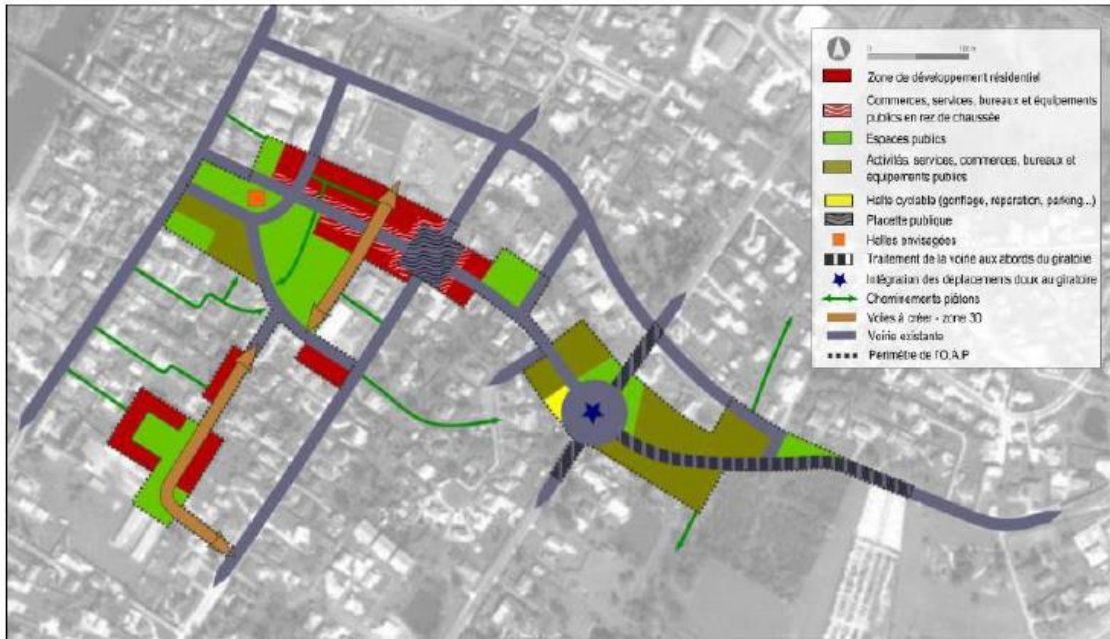 0 100 m
Zone de développement résidentiel
Commerces, services, bureaux et équipements
publics en rez de chaussée
Espaces publics
Activités, services, commerces, bureaux et
équipements publics
Halte cyclable (gonflage, réparation, parking...)
Placette publique
Halles envisagées
Traitement de la voirie aux abords du giratoire
Intégration des déplacements doux au giratoire
Cheminements piétons
Voies à créer - zone 30
Voirie existante
Périmètre de l'O.A.P